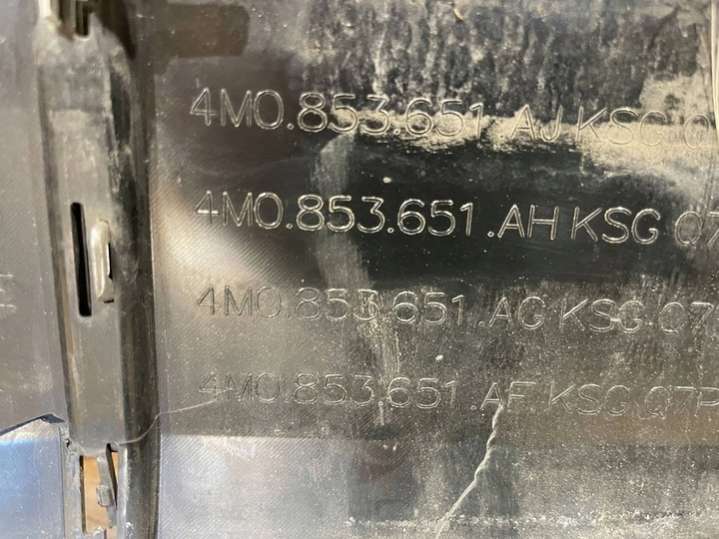 4M0.853.651.AJ KSG Q
4M0.853.651.AH KSG Q7
4M0.853.651.AG KSG Q7
4M0.853.651.AF KSG Q7P